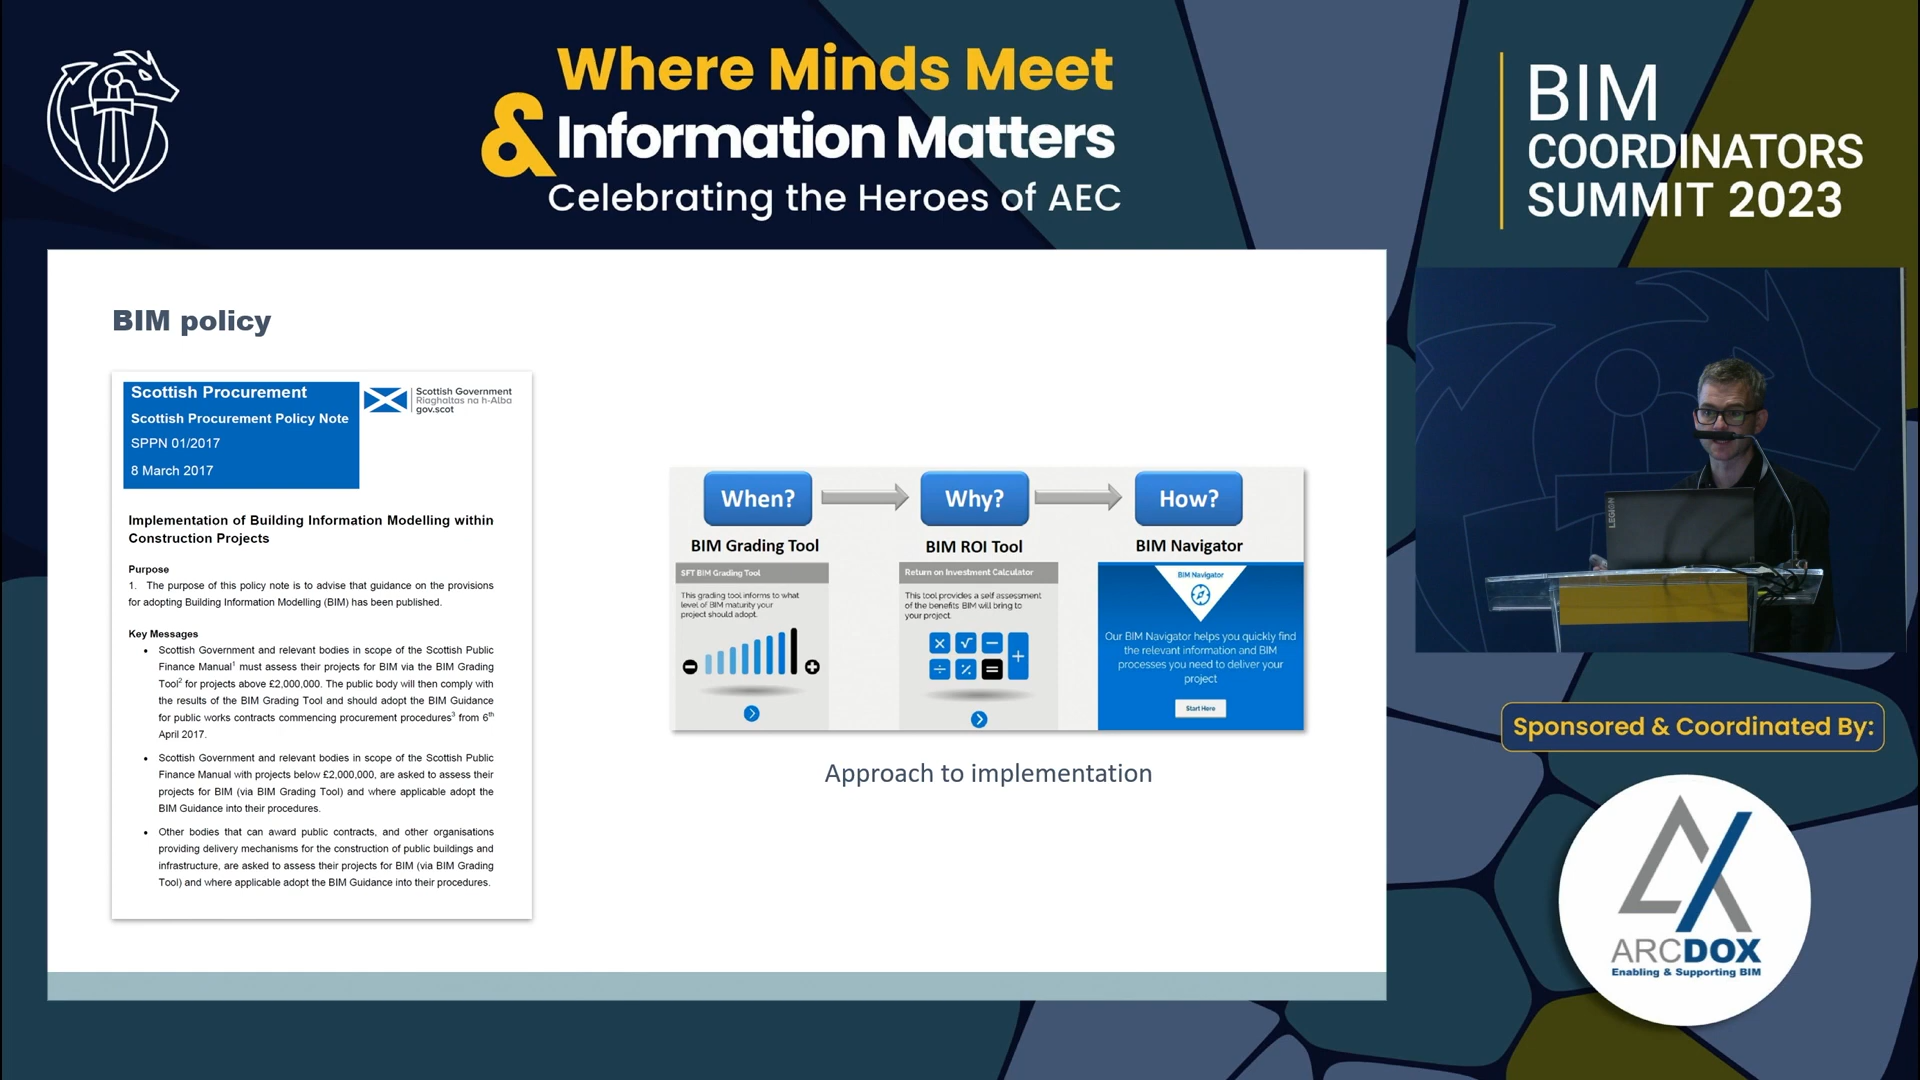 Where Minds Meet
& Information Matters
Celebrating the Heroes of AEC
BIM
COORDINATORS
SUMMIT 2023
BIM policy
Scottish Procurement
Scottish Procurement Policy Note
SPPN 01/2017
8 March 2017
Scottish Government
Riaghaltas na h-Alba
gov.scot
Implementation of Building Information Modelling within
Construction Projects
Purpose
1. The purpose of this policy note is to advise that guidance on the provisions
for adopting Building Information Modelling (BIM) has been published.
Key Messages
• Scottish Government and relevant bodies in scope of the Scottish Public
Finance Manual1 must assess their projects for BIM via the BIM Grading
Tool2 for projects above £2,000,000. The public body will then comply with
the results of the BIM Grading Tool and should adopt the BIM Guidance
for public works contracts commencing procurement procedures3 from 6th
April 2017.
• Scottish Government and relevant bodies in scope of the Scottish Public
Finance Manual with projects below £2,000,000, are asked to assess their
projects for BIM (via BIM Grading Tool) and where applicable adopt the
BIM Guidance into their procedures.
• Other bodies that can award public contracts, and other organisations
providing delivery mechanisms for the construction of public buildings and
infrastructure, are asked to assess their projects for BIM (via BIM Grading
Tool) and where applicable adopt the BIM Guidance into their procedures.
When?
Why?
How?
BIM Grading Tool
BIM ROI Tool
BIM Navigator
SFT BIM Grading Tool
This grading tool informs to what
level of BIM maturity your
project should adopt.
Return on Investment Calculator
This tool provides a self assessment
of the benefits BIM will bring to
your project.
BIM Navigator
Our BIM Navigator helps you quickly find
the relevant information and BIM
processes you need to deliver your
project
Start Here
Approach to implementation
LEGION
Sponsored & Coordinated By:
ARCDOX
Enabling & Supporting BIM